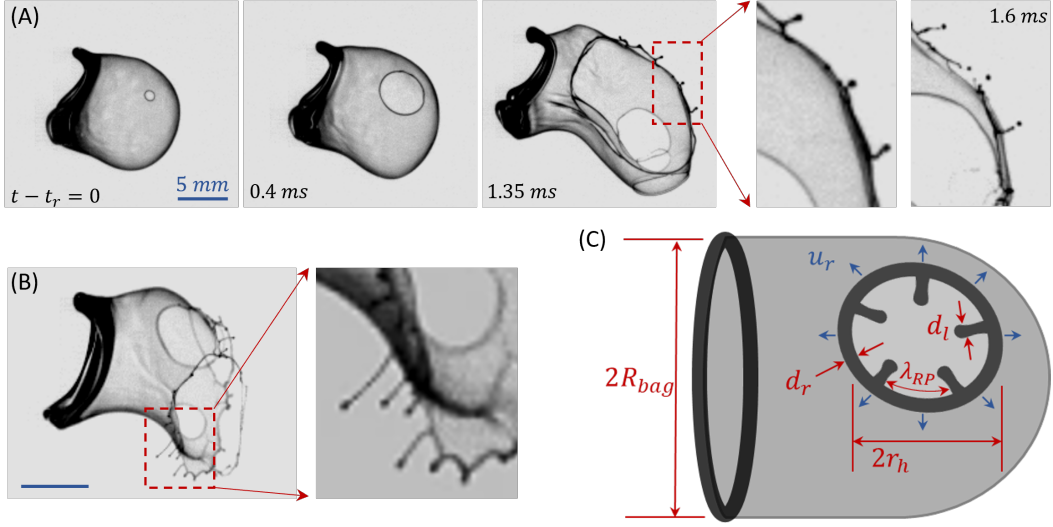 (A)
t − t_r = 0
5 mm
0.4 ms
1.35 ms
1.6 ms
(B)
(C)
2R_bag
u_r
d_l
d_r
λ_RP
2r_h